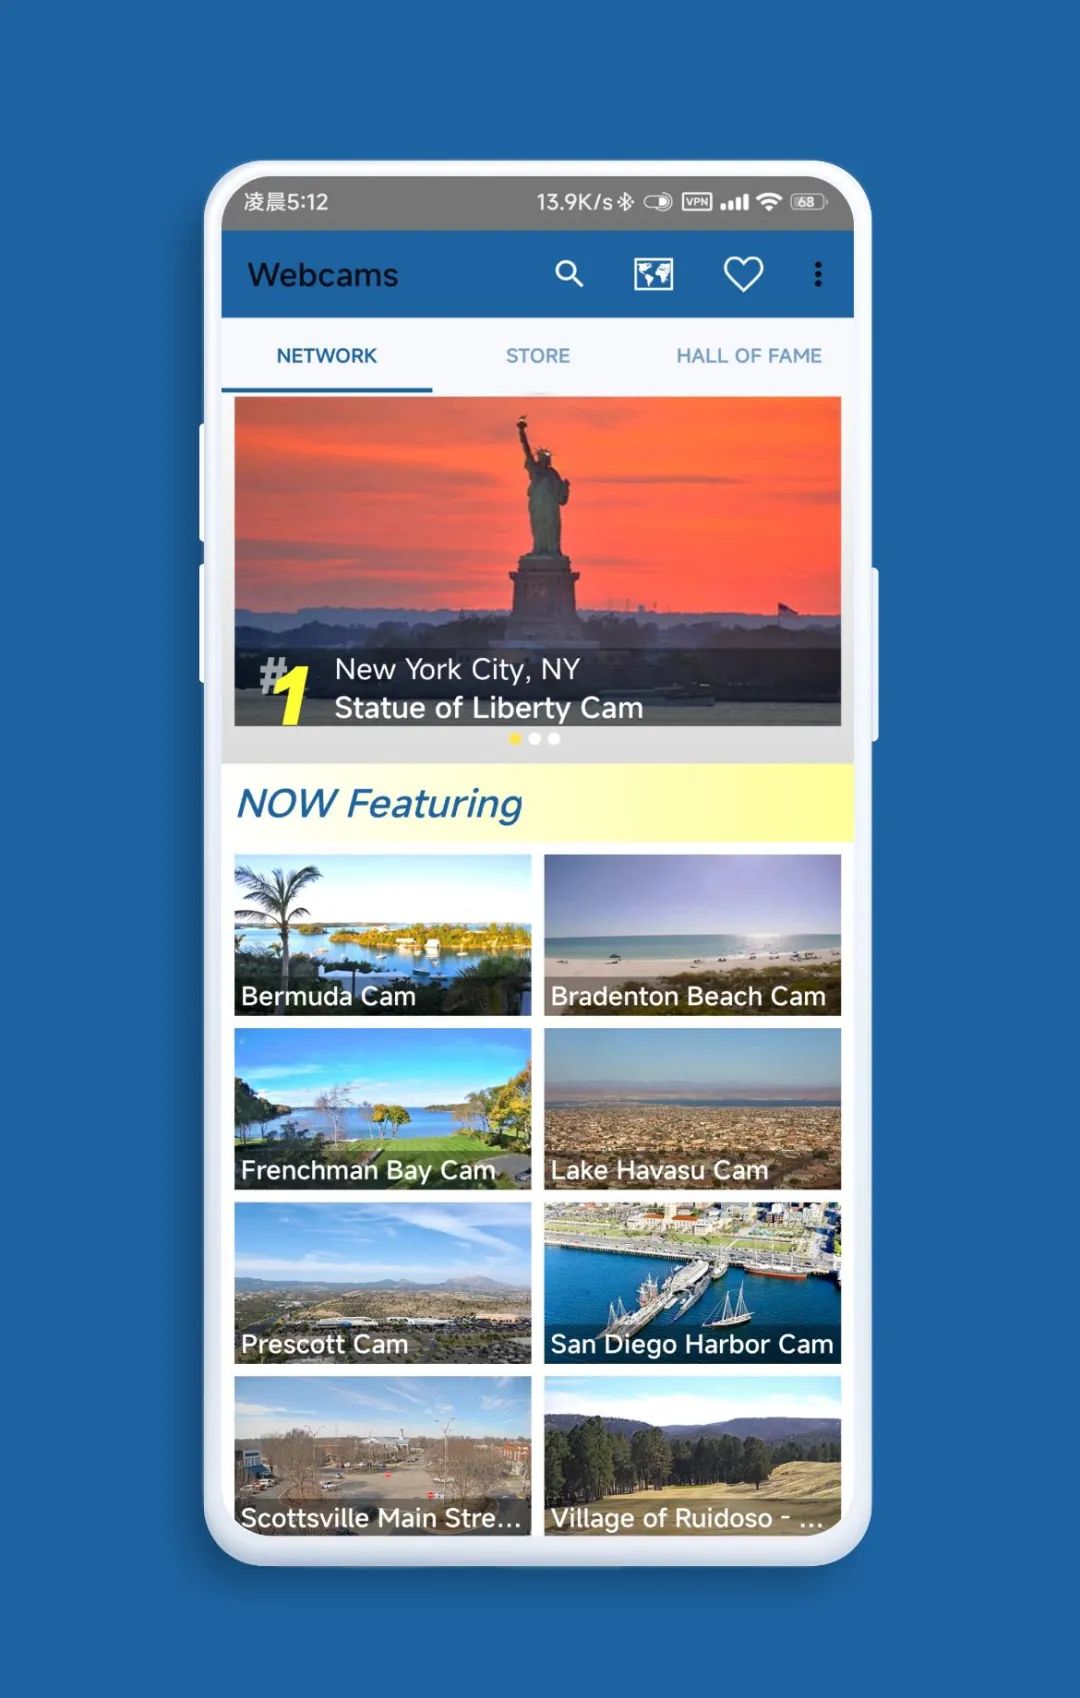 凌晨5:12
13.9K/s VPN 68
Webcams
NETWORK STORE HALL OF FAME
#1
New York City, NY
Statue of Liberty Cam
NOW Featuring
Bermuda Cam
Bradenton Beach Cam
Frenchman Bay Cam
Lake Havasu Cam
Prescott Cam
San Diego Harbor Cam
Scottsville Main Stre...
Village of Ruidoso - ...